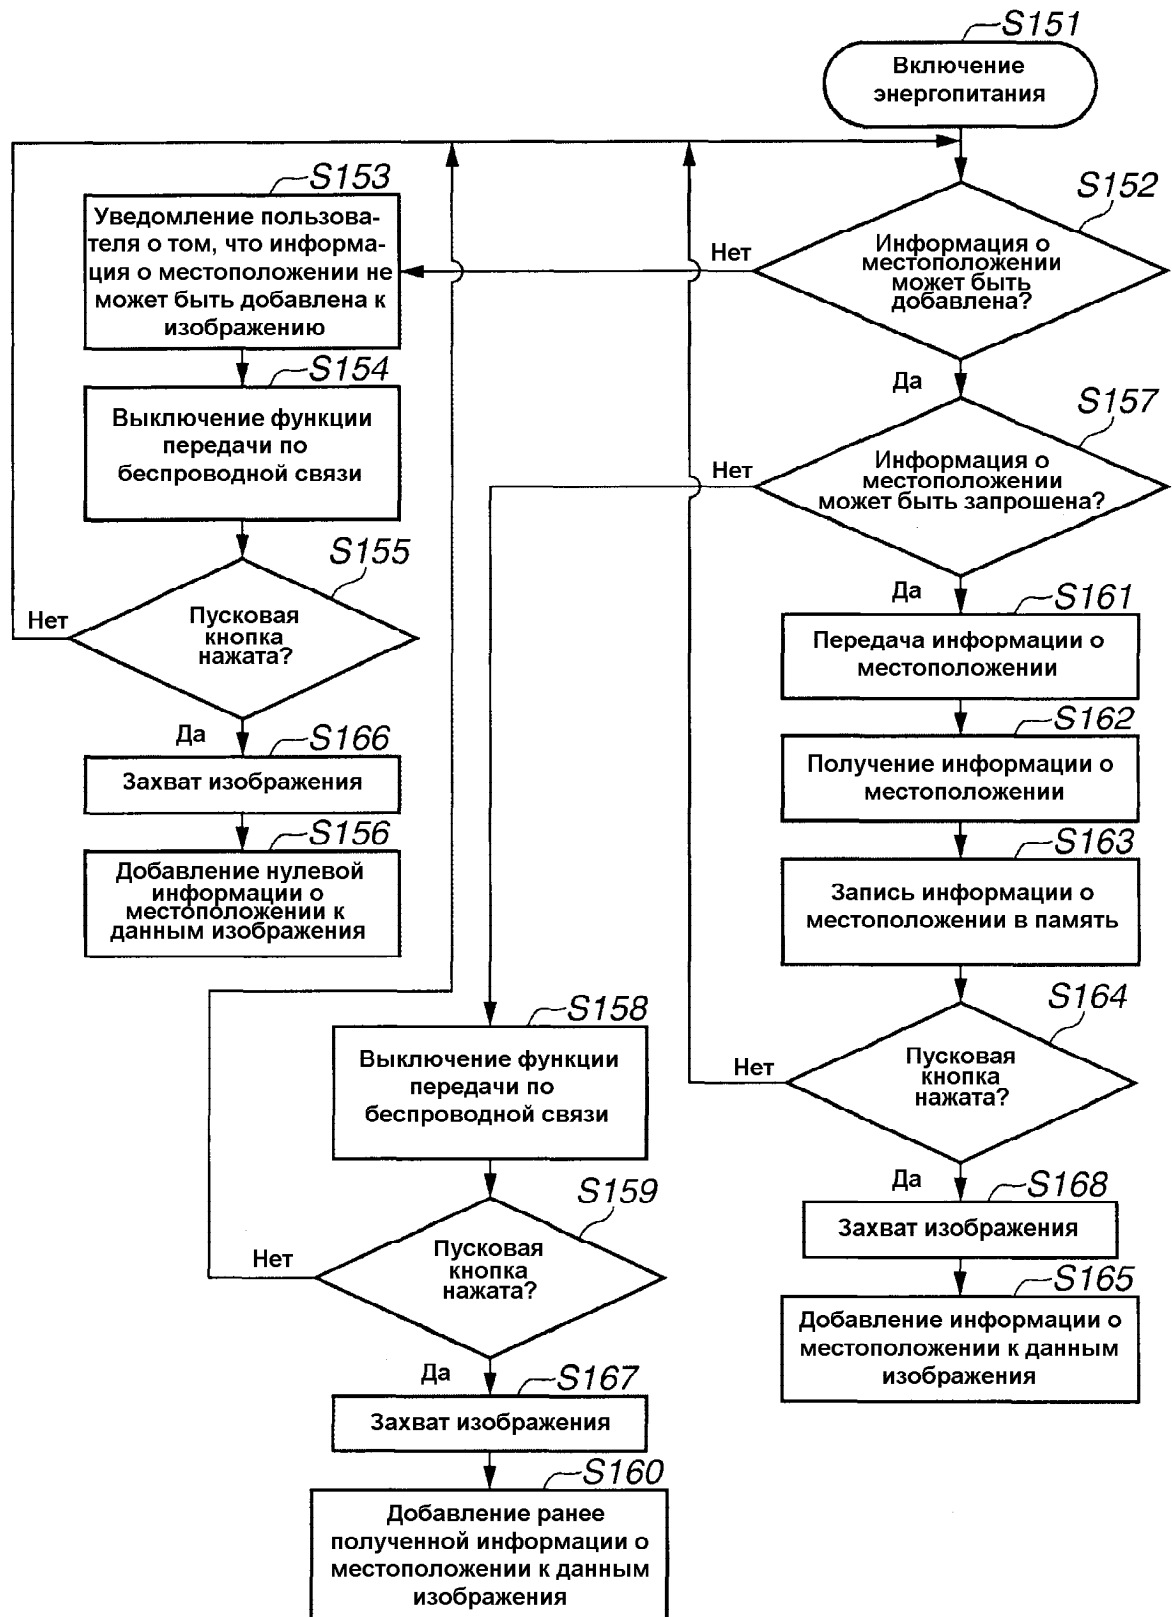 S151
Включение
энергопитания
S152
Информация о
местоположении
может быть
добавлена?
Нет
Да
S153
Уведомление пользова-
теля о том, что информа-
ция о местоположении не
может быть добавлена к
изображению
S154
Выключение функции
передачи по
беспроводной связи
S155
Пусковая
кнопка
нажата?
Нет
Да
S166
Захват изображения
S156
Добавление нулевой
информации о
местоположении к
данным изображения
S157
Информация о
местоположении
может быть запрошена?
Нет
Да
S158
Выключение функции
передачи по
беспроводной связи
S159
Пусковая
кнопка
нажата?
Нет
Да
S167
Захват изображения
S160
Добавление ранее
полученной информации о
местоположении к данным
изображения
S161
Передача информации о
местоположении
S162
Получение информации о
местоположении
S163
Запись информации о
местоположении в память
S164
Пусковая
кнопка
нажата?
Нет
Да
S168
Захват изображения
S165
Добавление информации о
местоположении к данным
изображения